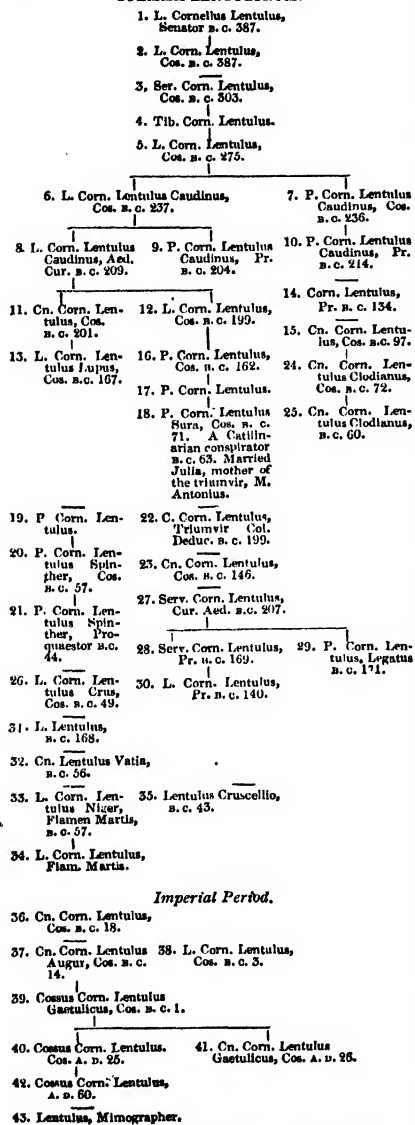 1. L. Cornelius Lentulus,
Senator B. C. 387.
2. L. Corn. Lentulus,
Cos. B. C. 387.
3. Ser. Corn. Lentulus,
Cos. B. C. 303.
4. Tib. Corn. Lentulus.
5. L. Corn. Lentulus,
Cos. B. C. 275.
6. L. Corn. Lentulus Caudinus,
Cos. B. C. 237.
7. P. Corn. Lentulus
Caudinus, Cos.
B. C. 236.
8. L. Corn. Lentulus
Caudinus, Aed.
Cur. B. C. 209.
9. P. Corn. Lentulus
Caudinus, Pr.
B. C. 204.
10. P. Corn. Lentulus
Caudinus, Pr.
B. C. 214.
11. Cn. Corn. Len-
tulus, Cos.
B. C. 201.
12. L. Corn. Lentulus,
Cos. B. C. 199.
13. L. Corn. Len-
tulus Lupus,
Cos. B.C. 167.
14. Corn. Lentulus,
Pr. B. C. 134.
15. Cn. Corn. Lentu-
lus, Cos. B.C. 97.
16. P. Corn. Lentulus,
Cos. B. C. 162.
17. P. Corn. Lentulus.
18. P. Corn. Lentulus
Sura, Cos. B. C.
71. A Catilin-
arian conspirator
B. C. 63. Married
Julia, mother of
the triumvir, M.
Antonius.
24. Cn. Corn. Len-
tulus Clodianus,
Cos. B. C. 72.
25. Cn. Corn. Len-
tulus Clodianus,
B. C. 60.
19. P Corn. Len-
tulus.
20. P. Corn. Len-
tulus Spin-
ther, Cos.
B. C. 57.
21. P. Corn. Len-
tulus Spin-
ther, Pro-
quaestor B.C.
44.
22. C. Corn. Lentulus,
Triumvir Col.
Deduc. B. C. 199.
23. Cn. Corn. Lentulus,
Cos. B. C. 146.
27. Serv. Corn. Lentulus,
Cur. Aed. B.C. 207.
28. Serv. Corn. Lentulus,
Pr. B. C. 169.
29. P. Corn. Len-
tulus, Legatus
B. C. 171.
30. L. Corn. Lentulus,
Pr. B. C. 140.
26. L. Corn. Len-
tulus Crus,
Cos. B. C. 49.
31. L. Lentulus,
B. C. 168.
32. Cn. Lentulus Vatia,
B. C. 56.
33. L. Corn. Len-
tulus Niger,
Flamen Martis,
B. C. 57.
35. Lentulus Cruscellio,
B. C. 43.
34. L. Corn. Lentulus,
Flam. Martis.
Imperial Period.
36. Cn. Corn. Lentulus,
Cos. B. C. 18.
37. Cn. Corn. Lentulus
Augur, Cos. B. C.
14.
38. L. Corn. Lentulus,
Cos. B. C. 3.
39. Cossus Corn. Lentulus
Gaetulicus, Cos. B. C. 1.
40. Cossus Corn. Lentulus.
Cos. A. D. 25.
41. Cn. Corn. Lentulus
Gaetulicus, Cos. A. D. 26.
42. Cossus Corn. Lentulus,
A. D. 60.
43. Lentulus, Mimographer.